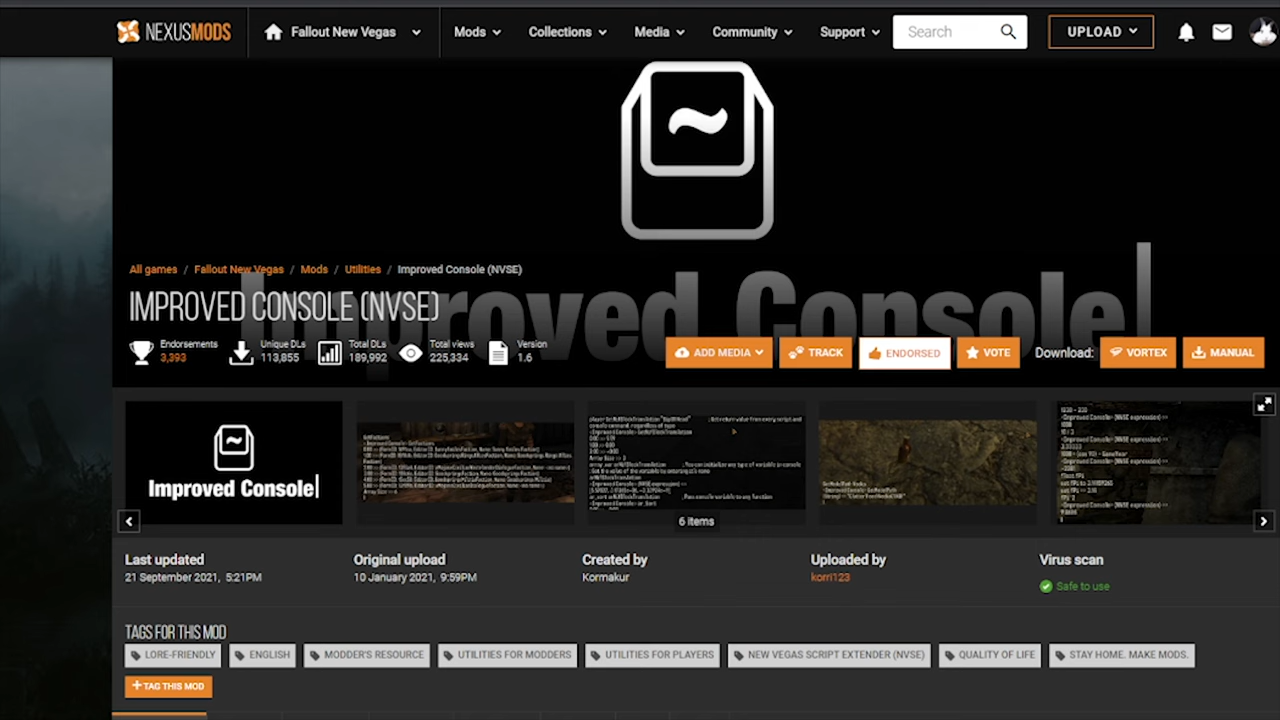 NEXUSMODS
Fallout New Vegas
Mods
Collections
Media
Community
Support
Search
UPLOAD
Improved Console
All games / Fallout New Vegas / Mods / Utilities / Improved Console (NVSE)
IMPROVED CONSOLE (NVSE)
Endorsements
3,393
Unique DLs
113,855
Total DLs
189,992
Total views
225,334
Version
1.6
ADD MEDIA
TRACK
ENDORSED
VOTE
Download:
VORTEX
MANUAL
Improved Console
6 items
Last updated
21 September 2021, 5:21PM
Original upload
10 January 2021, 9:59PM
Created by
Kormakur
Uploaded by
korri123
Virus scan
Safe to use
TAGS FOR THIS MOD
LORE-FRIENDLY
ENGLISH
MODDER'S RESOURCE
UTILITIES FOR MODDERS
UTILITIES FOR PLAYERS
NEW VEGAS SCRIPT EXTENDER (NVSE)
QUALITY OF LIFE
STAY HOME. MAKE MODS.
+ TAG THIS MOD